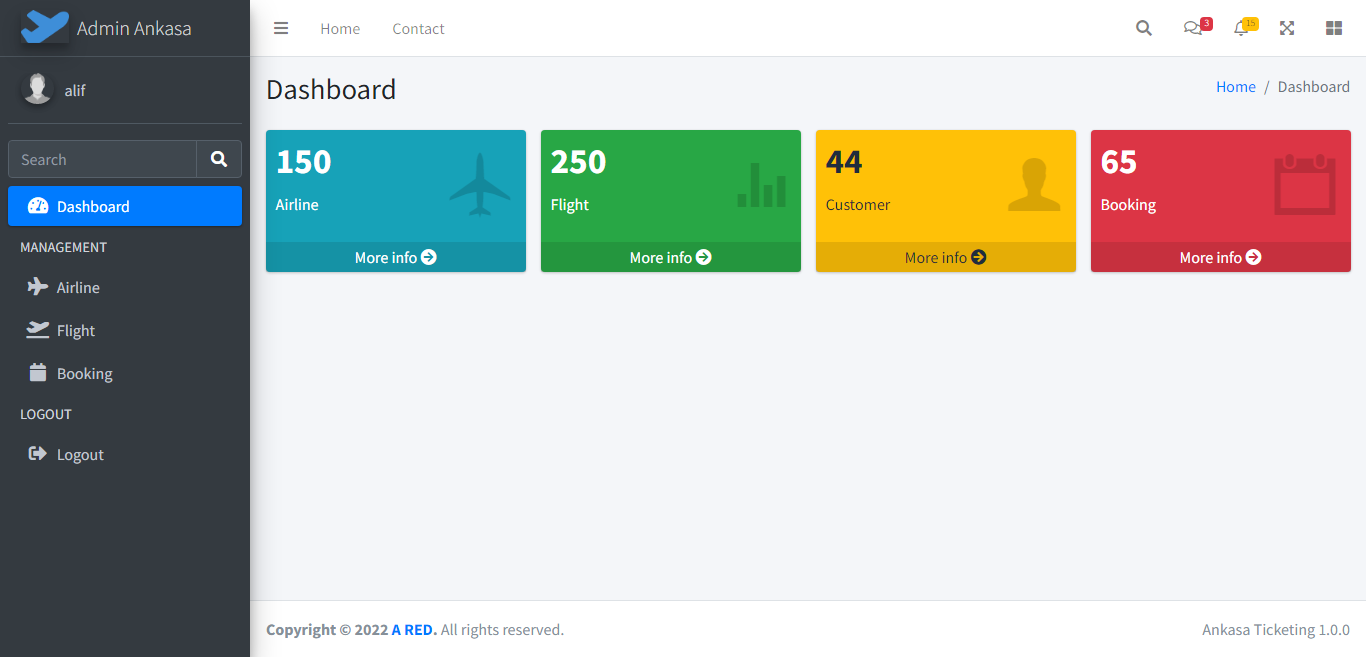 Admin Ankasa
alif
Search
Dashboard
MANAGEMENT
Airline
Flight
Booking
LOGOUT
Logout
Home Contact
3 15
Dashboard
Home / Dashboard
150
Airline
More info
250
Flight
More info
44
Customer
More info
65
Booking
More info
Copyright © 2022 A RED. All rights reserved.
Ankasa Ticketing 1.0.0